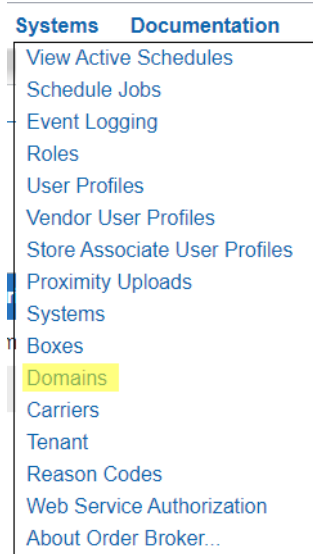 Systems Documentation
View Active Schedules
Schedule Jobs
Event Logging
Roles
User Profiles
Vendor User Profiles
Store Associate User Profiles
Proximity Uploads
Systems
Boxes
Domains
Carriers
Tenant
Reason Codes
Web Service Authorization
About Order Broker...